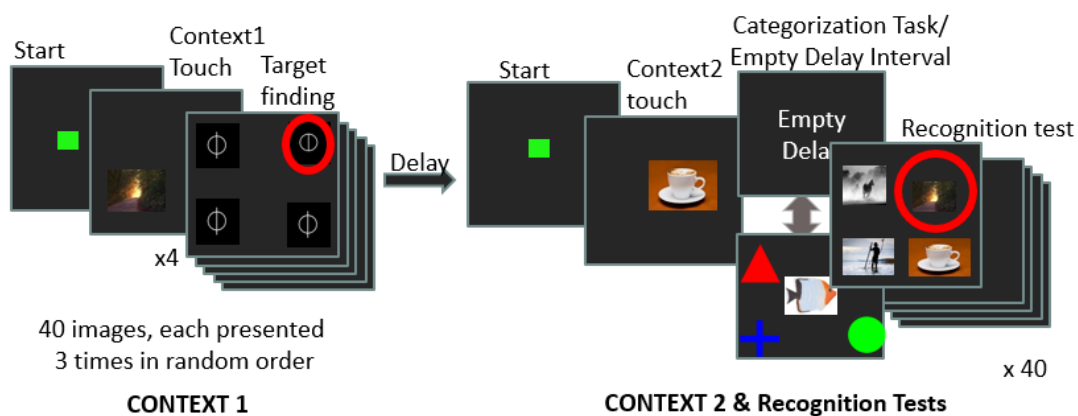 Start
Context1
Touch
Target
finding
x4
40 images, each presented
3 times in random order
CONTEXT 1
Delay
Start
Context2
touch
Categorization Task/
Empty Delay Interval
Empty
Delay
Recognition test
x 40
CONTEXT 2 & Recognition Tests